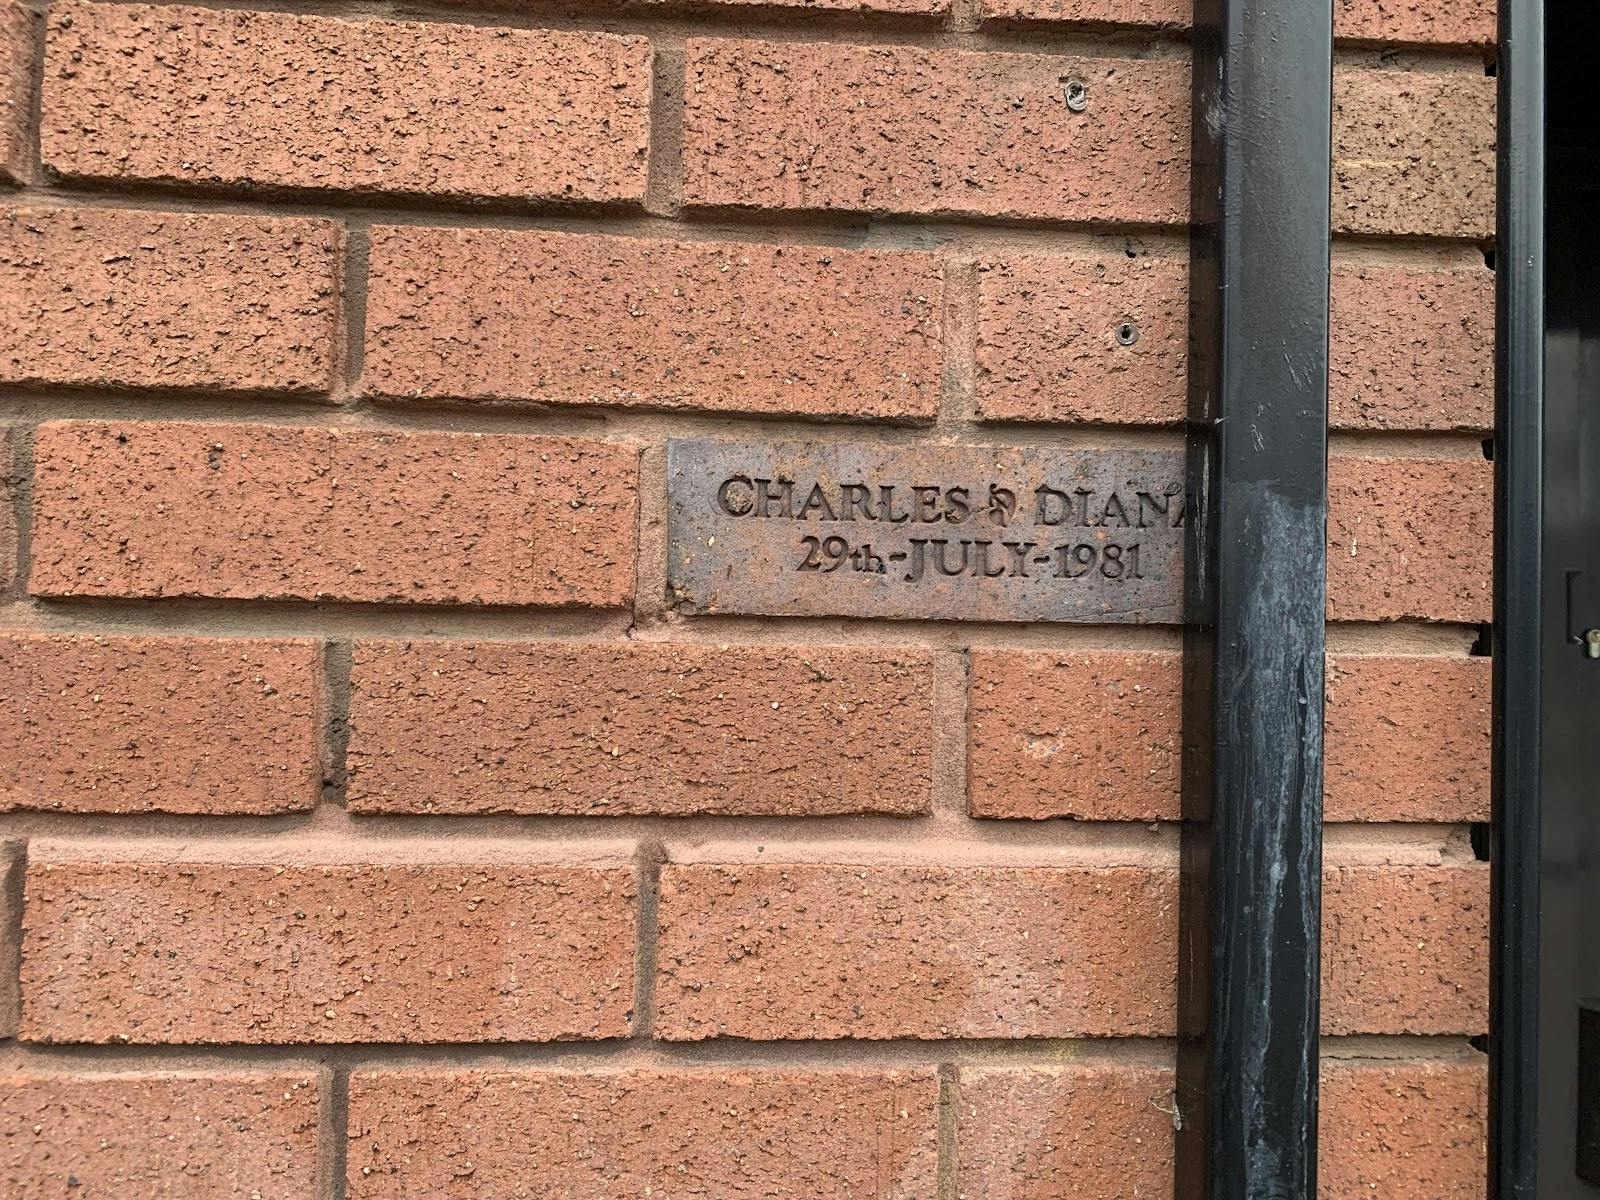 CHARLES & DIANA
29th-JULY-1981